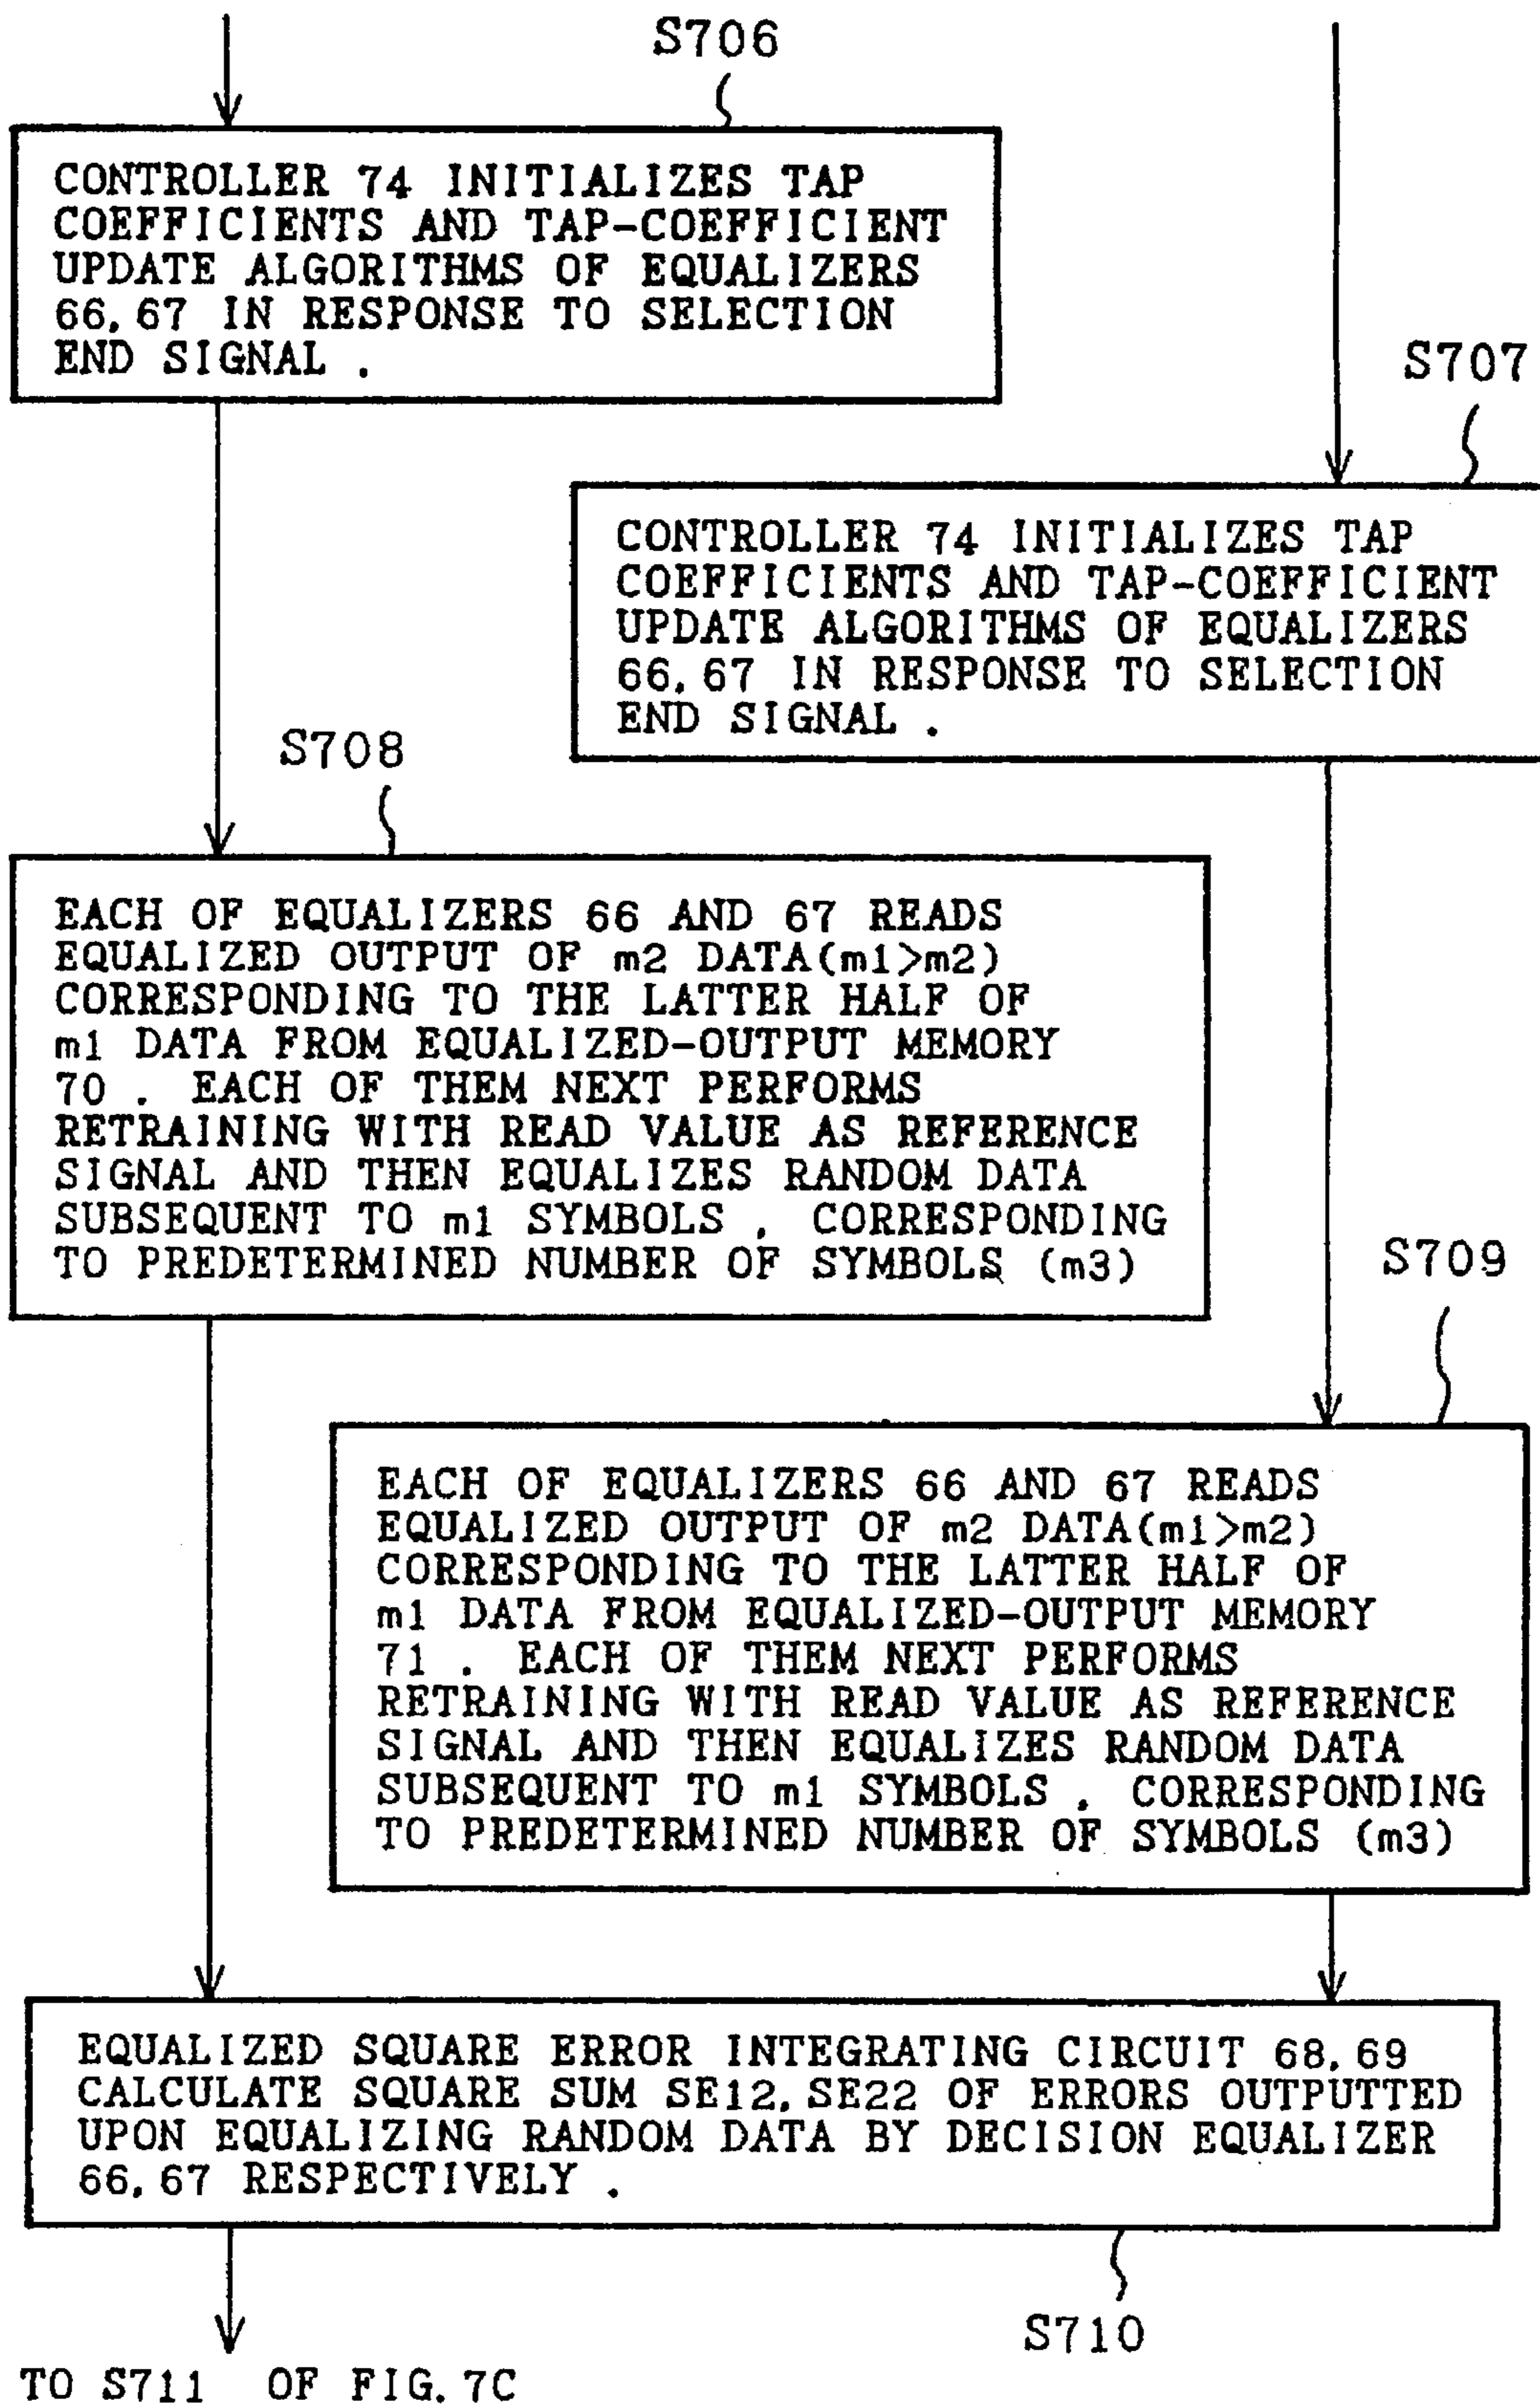 S706
CONTROLLER 74 INITIALIZES TAP
COEFFICIENTS AND TAP-COEFFICIENT
UPDATE ALGORITHMS OF EQUALIZERS
66,67 IN RESPONSE TO SELECTION
END SIGNAL .
S707
CONTROLLER 74 INITIALIZES TAP
COEFFICIENTS AND TAP-COEFFICIENT
UPDATE ALGORITHMS OF EQUALIZERS
66,67 IN RESPONSE TO SELECTION
END SIGNAL .
S708
EACH OF EQUALIZERS 66 AND 67 READS
EQUALIZED OUTPUT OF m2 DATA(m1>m2)
CORRESPONDING TO THE LATTER HALF OF
m1 DATA FROM EQUALIZED-OUTPUT MEMORY
70 . EACH OF THEM NEXT PERFORMS
RETRAINING WITH READ VALUE AS REFERENCE
SIGNAL AND THEN EQUALIZES RANDOM DATA
SUBSEQUENT TO m1 SYMBOLS , CORRESPONDING
TO PREDETERMINED NUMBER OF SYMBOLS (m3)
S709
EACH OF EQUALIZERS 66 AND 67 READS
EQUALIZED OUTPUT OF m2 DATA(m1>m2)
CORRESPONDING TO THE LATTER HALF OF
m1 DATA FROM EQUALIZED-OUTPUT MEMORY
71 . EACH OF THEM NEXT PERFORMS
RETRAINING WITH READ VALUE AS REFERENCE
SIGNAL AND THEN EQUALIZES RANDOM DATA
SUBSEQUENT TO m1 SYMBOLS , CORRESPONDING
TO PREDETERMINED NUMBER OF SYMBOLS (m3)
EQUALIZED SQUARE ERROR INTEGRATING CIRCUIT 68,69
CALCULATE SQUARE SUM SE12,SE22 OF ERRORS OUTPUTTED
UPON EQUALIZING RANDOM DATA BY DECISION EQUALIZER
66,67 RESPECTIVELY .
S710
TO S711 OF FIG.7C